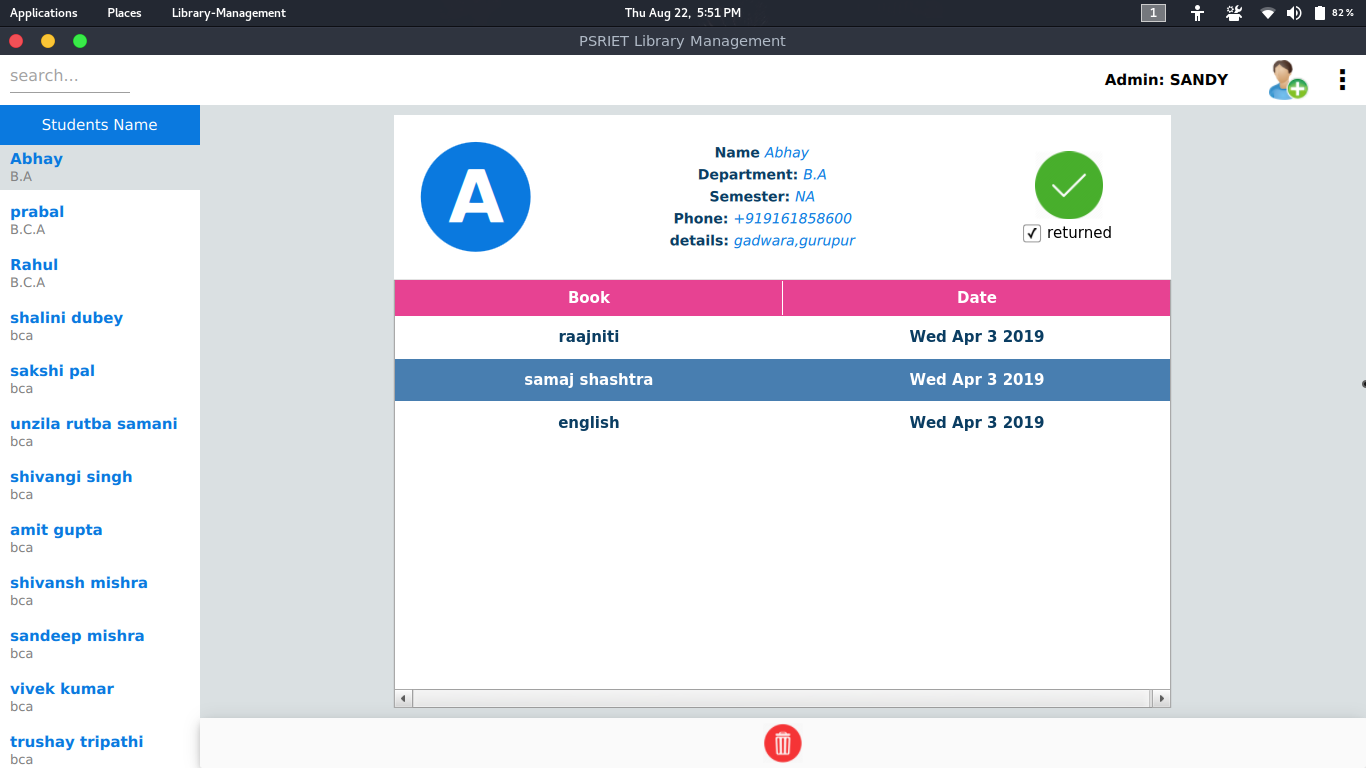 Applications Places Library-Management Thu Aug 22, 5:51 PM 1 82 %
PSRIET Library Management
search...
Admin: SANDY
Students Name
Abhay
B.A
prabal
B.C.A
Rahul
B.C.A
shalini dubey
bca
sakshi pal
bca
unzila rutba samani
bca
shivangi singh
bca
amit gupta
bca
shivansh mishra
bca
sandeep mishra
bca
vivek kumar
bca
trushay tripathi
bca
A
Name Abhay
Department: B.A
Semester: NA
Phone: +919161858600
details: gadwara,gurupur
returned
Book Date
raajniti Wed Apr 3 2019
samaj shashtra Wed Apr 3 2019
english Wed Apr 3 2019